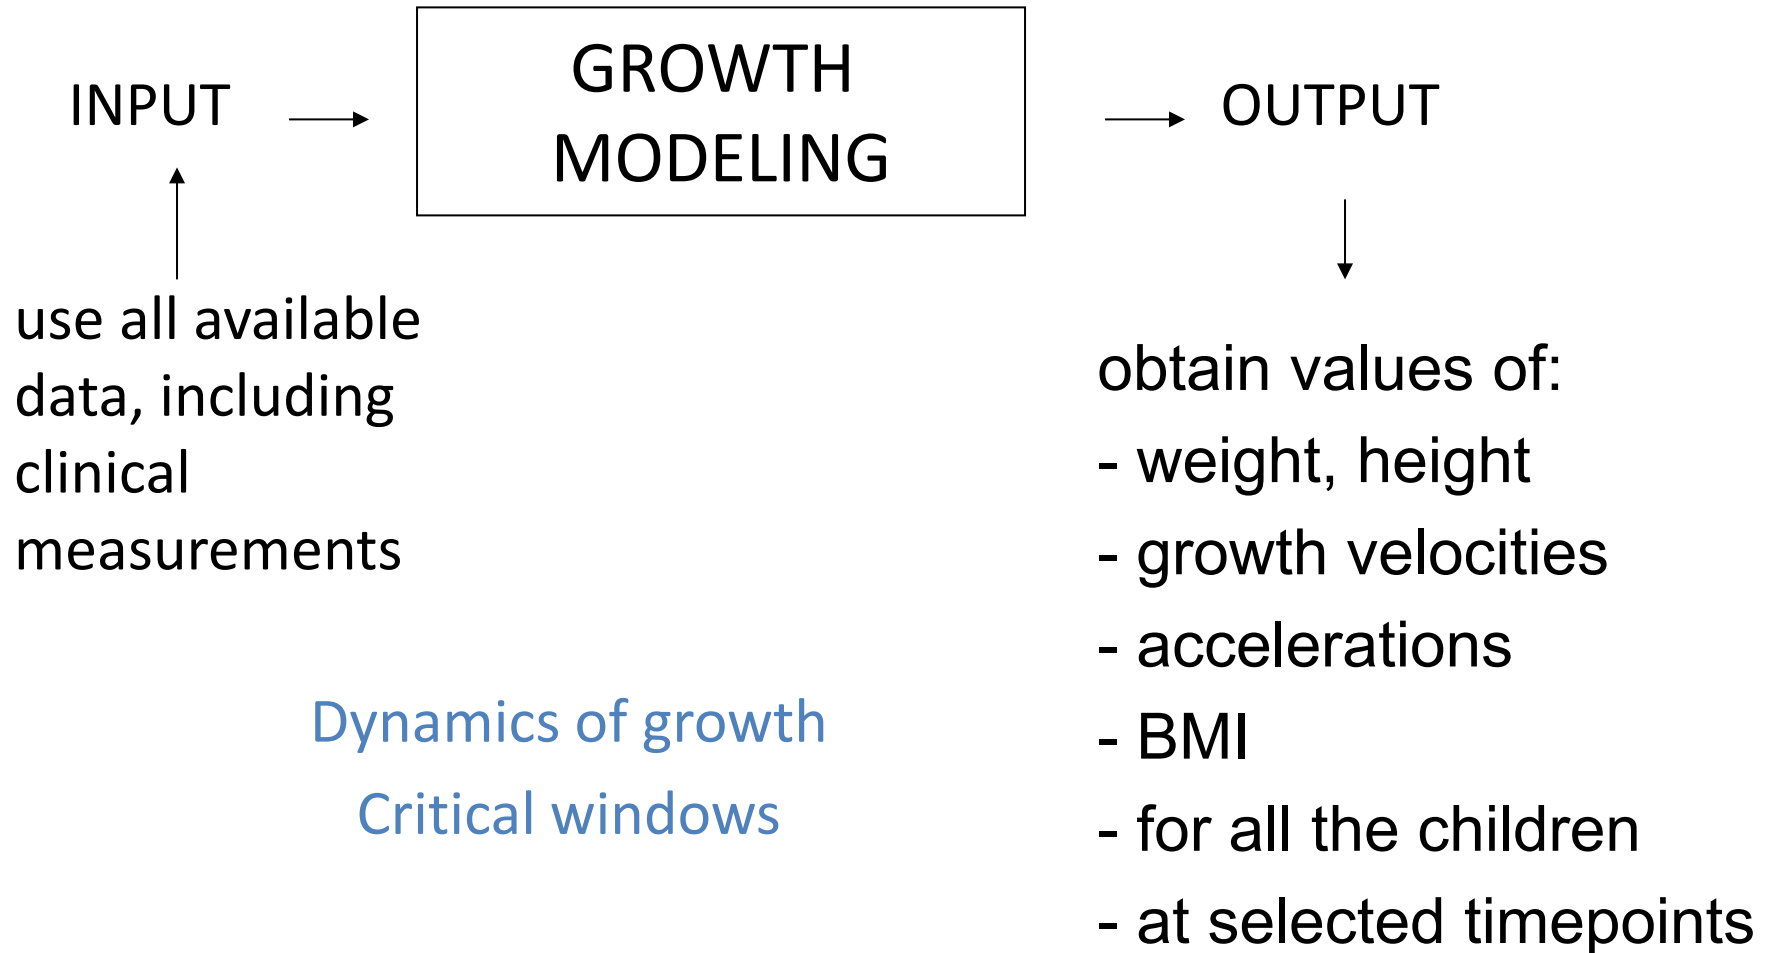 INPUT
GROWTH
MODELING
OUTPUT
use all available
data, including
clinical
measurements
obtain values of:
- weight, height
- growth velocities
- accelerations
- BMI
- for all the children
- at selected timepoints
Dynamics of growth
Critical windows